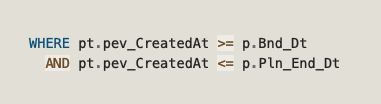 WHERE pt.pev_CreatedAt >= p.Bnd_Dt
AND pt.pev_CreatedAt <= p.Pln_End_Dt